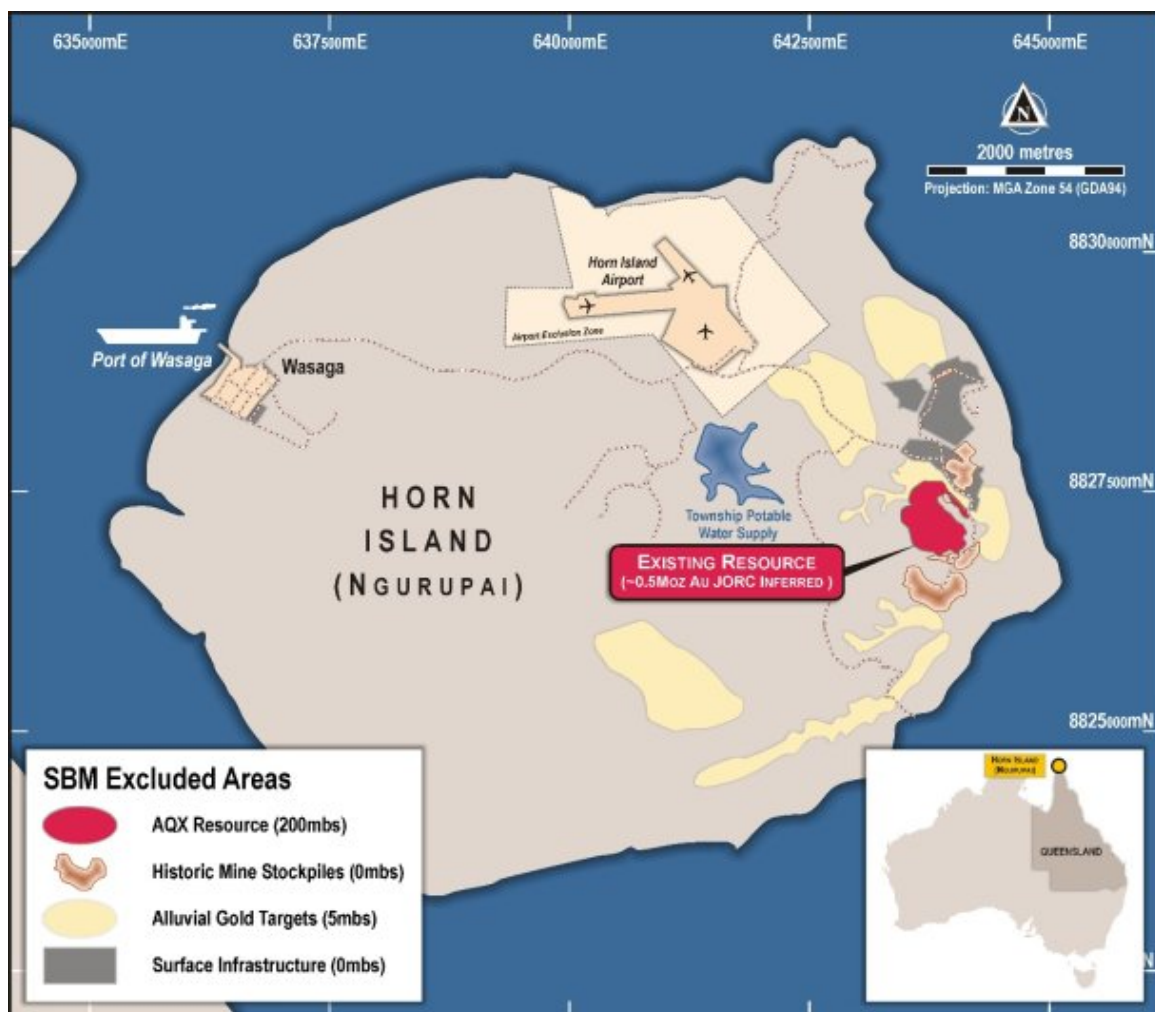 635000mE
637500mE
640000mE
642500mE
645000mE
N
2000 metres
Projection: MGA Zone 54 (GDA94)
8830000mN
Horn Island
Airport
Airport Exclusion Zone
Port of Wasaga
Wasaga
8827500mN
HORN
ISLAND
(NGURUPAI)
Township Potable
Water Supply
EXISTING RESOURCE
(~0.5MOZ AU JORC INFERRED )
8825000mN
SBM Excluded Areas
AQX Resource (200mbs)
Historic Mine Stockpiles (0mbs)
Alluvial Gold Targets (5mbs)
Surface Infrastructure (0mbs)
HORN ISLAND
(NGURUPAI)
QUEENSLAND
N